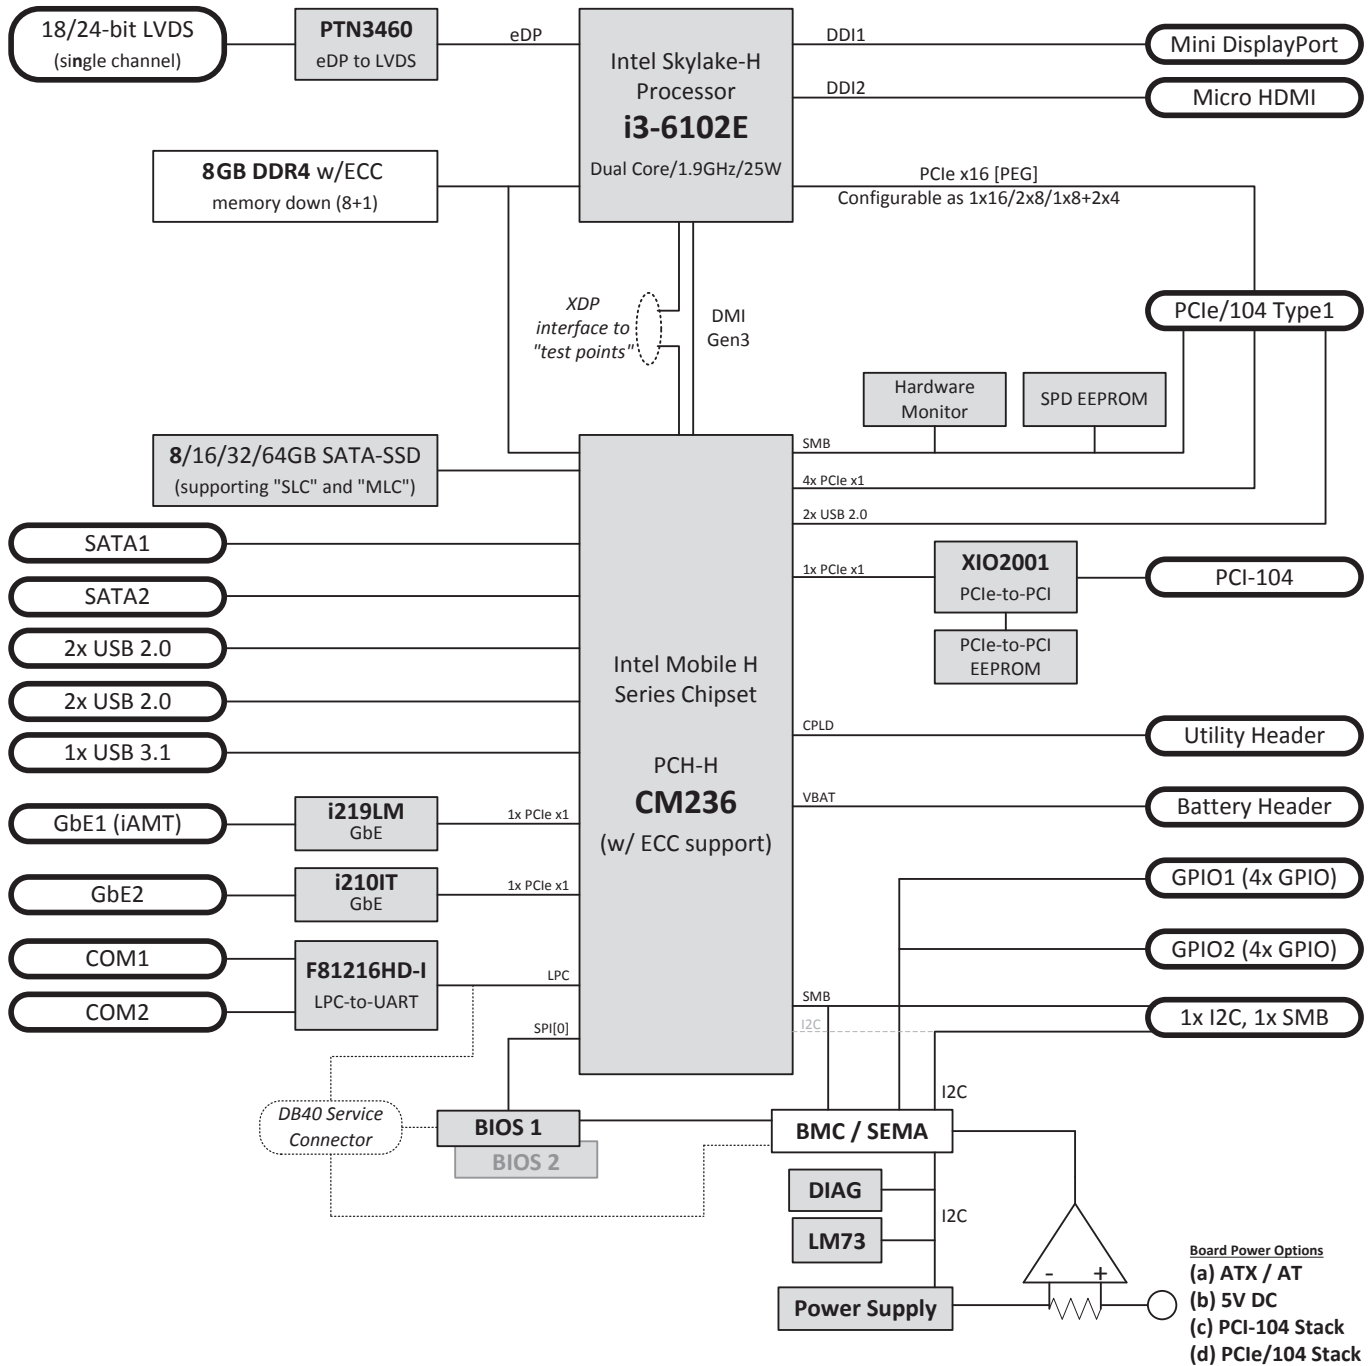 18/24-bit LVDS
(single channel)
PTN3460
eDP to LVDS
eDP
Intel Skylake-H
Processor
i3-6102E
Dual Core/1.9GHz/25W
DDI1
Mini DisplayPort
DDI2
Micro HDMI
8GB DDR4 w/ECC
memory down (8+1)
PCIe x16 [PEG]
Configurable as 1x16/2x8/1x8+2x4
XDP
interface to
"test points"
DMI
Gen3
PCIe/104 Type1
Hardware
Monitor
SPD EEPROM
8/16/32/64GB SATA-SSD
(supporting "SLC" and "MLC")
SMB
4x PCIe x1
2x USB 2.0
SATA1
SATA2
2x USB 2.0
2x USB 2.0
1x USB 3.1
1x PCIe x1
XIO2001
PCIe-to-PCI
PCI-104
PCIe-to-PCI
EEPROM
Intel Mobile H
Series Chipset
PCH-H
CM236
(w/ ECC support)
CPLD
Utility Header
VBAT
Battery Header
GbE1 (iAMT)
i219LM
GbE
1x PCIe x1
GbE2
i210IT
GbE
1x PCIe x1
GPIO1 (4x GPIO)
GPIO2 (4x GPIO)
COM1
COM2
F81216HD-I
LPC-to-UART
LPC
SPI[0]
SMB
I2C
1x I2C, 1x SMB
I2C
DB40 Service
Connector
BIOS 1
BIOS 2
BMC / SEMA
DIAG
LM73
I2C
Power Supply
-
+
Board Power Options
(a) ATX / AT
(b) 5V DC
(c) PCI-104 Stack
(d) PCIe/104 Stack